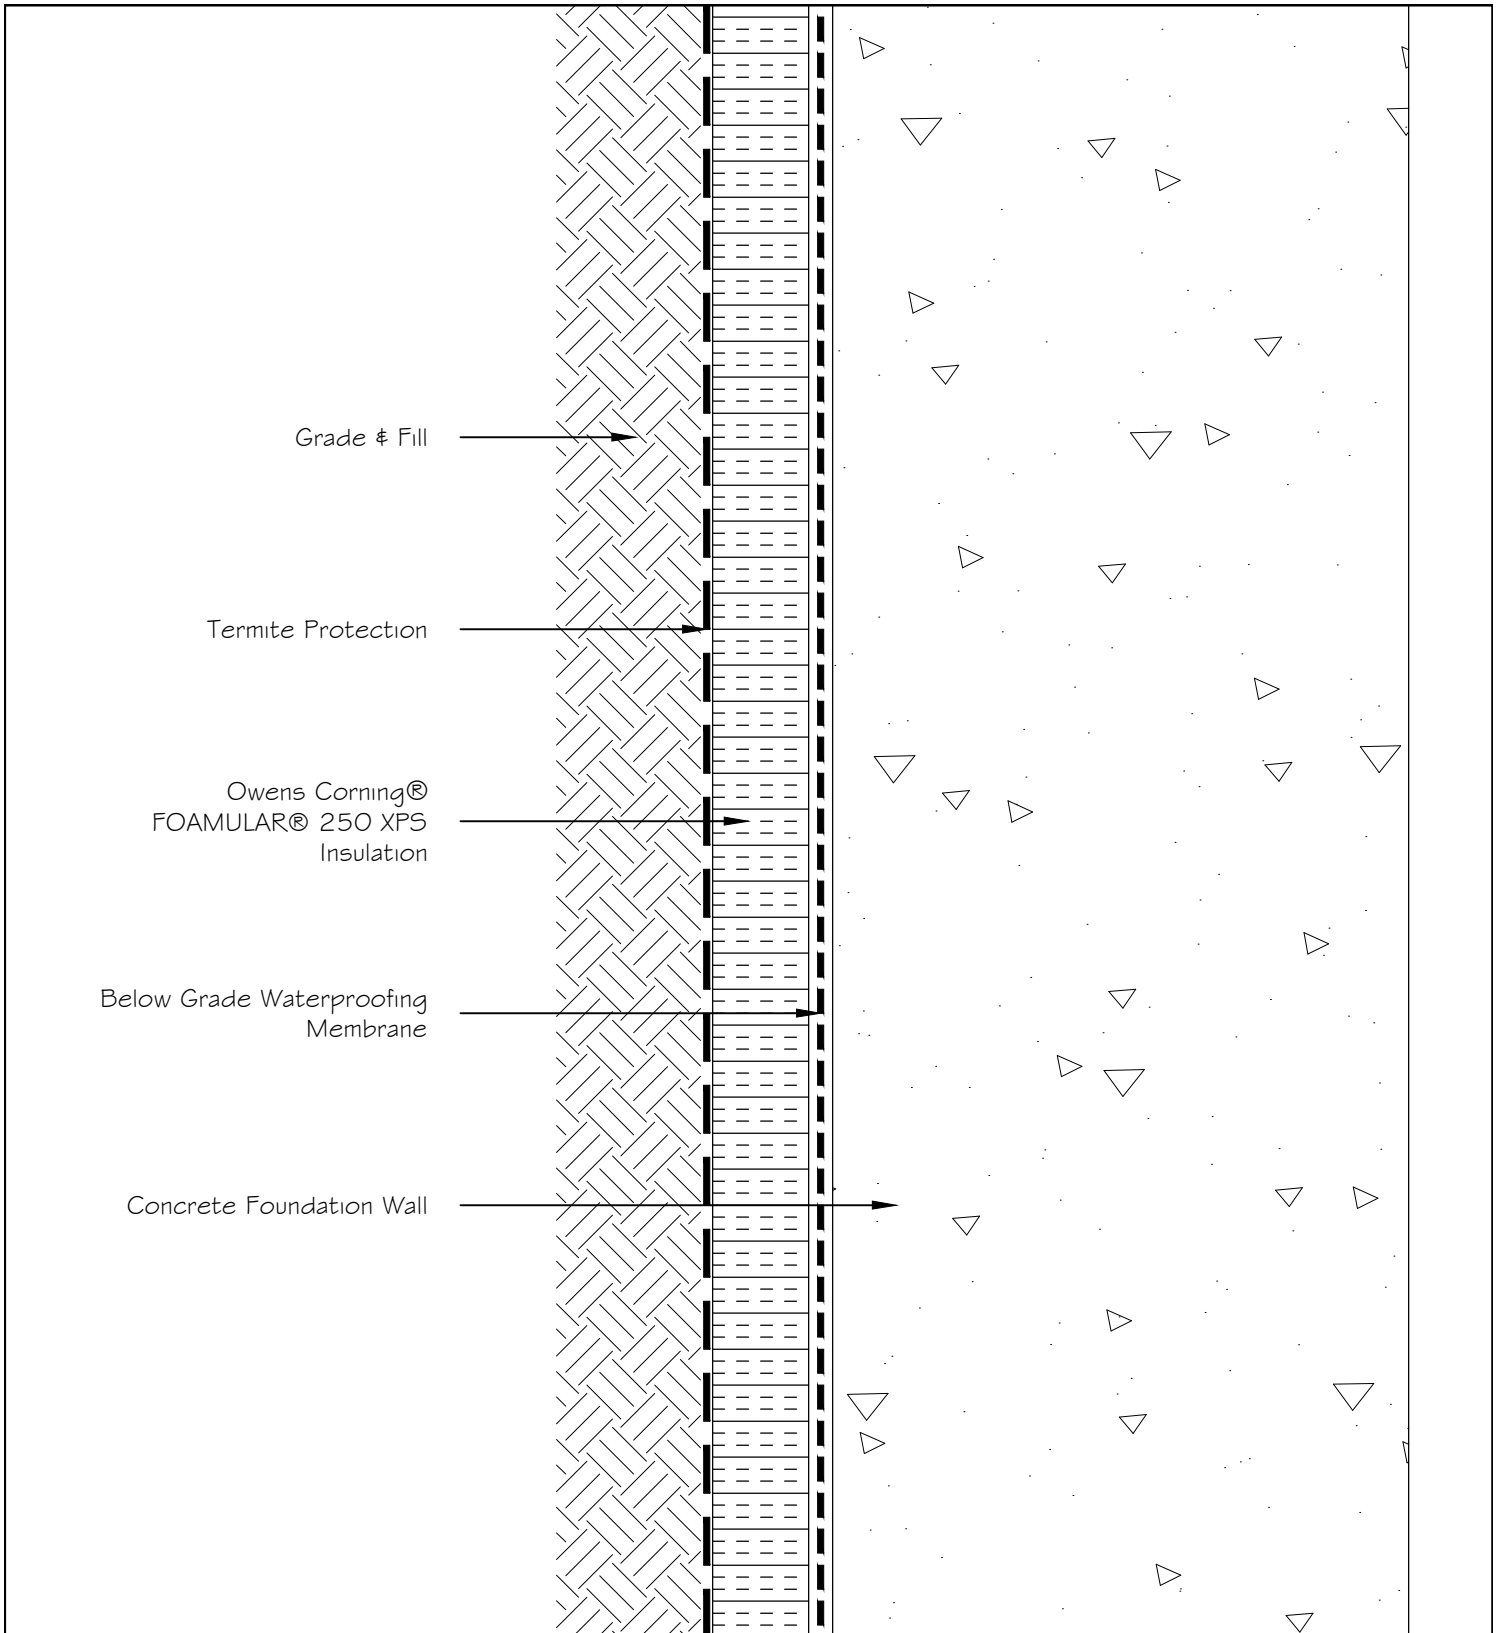 Grade & Fill
Termite Protection
Owens Corning®
FOAMULAR® 250 XPS
Insulation
Below Grade Waterproofing
Membrane
Concrete Foundation Wall